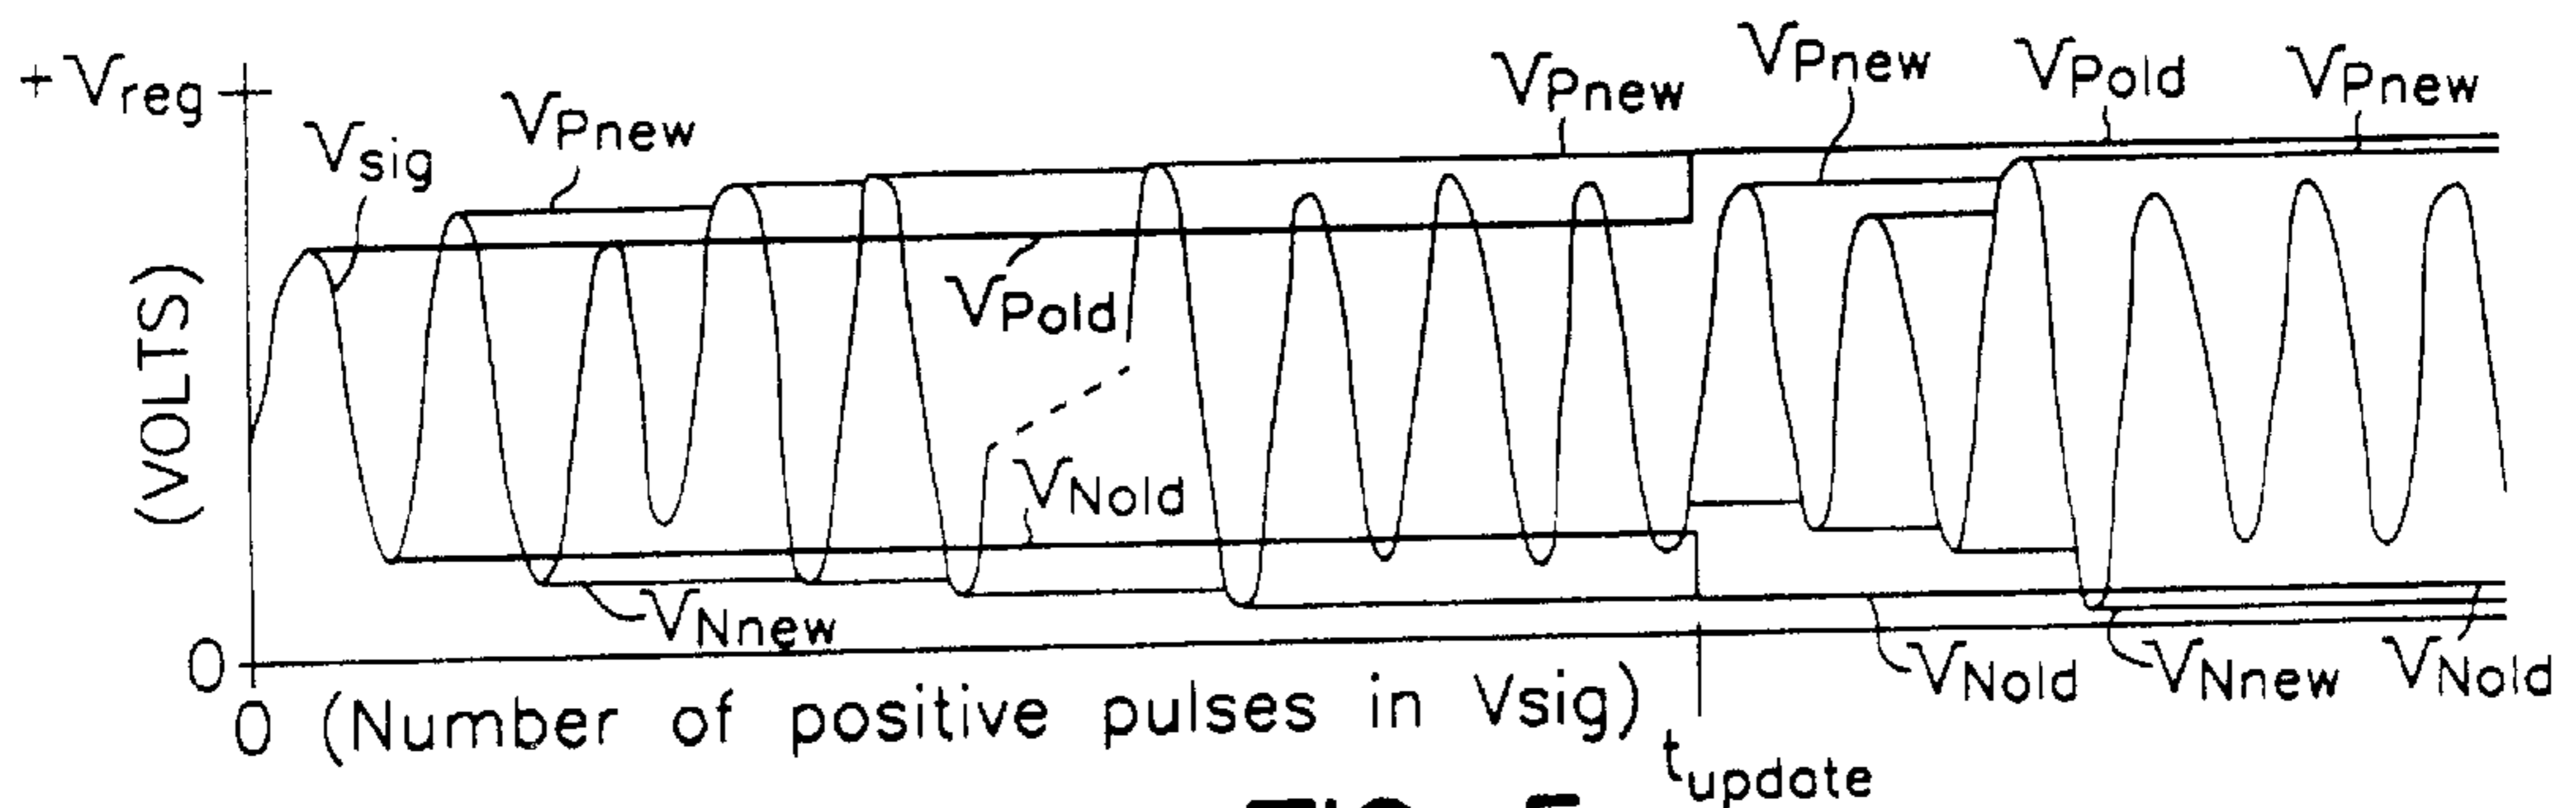 +Vreg
Vsig
VPnew
VPnew
VPnew
VPold
VPnew
(VOLTS)
VPold
VNold
VNnew
VNold
VNnew
VNold
0
0 (Number of positive pulses in Vsig)
tupdate